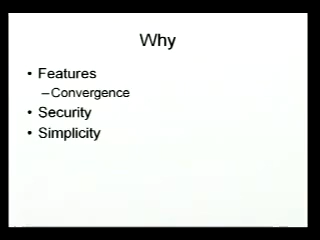 Why
• Features
–Convergence
• Security
• Simplicity